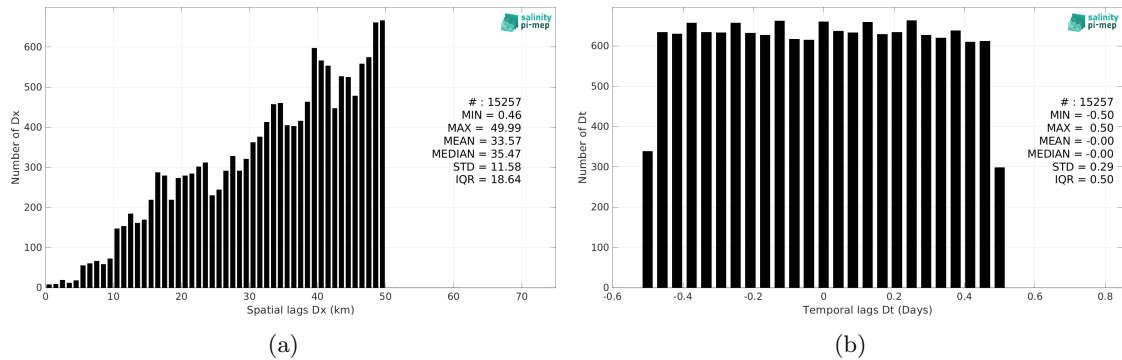 salinity
pi-mep
Number of Dx
600
500
400
300
200
100
0
# : 15257
MIN = 0.46
MAX = 49.99
MEAN = 33.57
MEDIAN = 35.47
STD = 11.58
IQR = 18.64
0 10 20 30 40 50 60 70
Spatial lags Dx (km)
(a)
salinity
pi-mep
Number of Dt
600
500
400
300
200
100
0
# : 15257
MIN = -0.50
MAX = 0.50
MEAN = -0.00
MEDIAN = -0.00
STD = 0.29
IQR = 0.50
-0.6 -0.4 -0.2 0 0.2 0.4 0.6 0.8
Temporal lags Dt (Days)
(b)